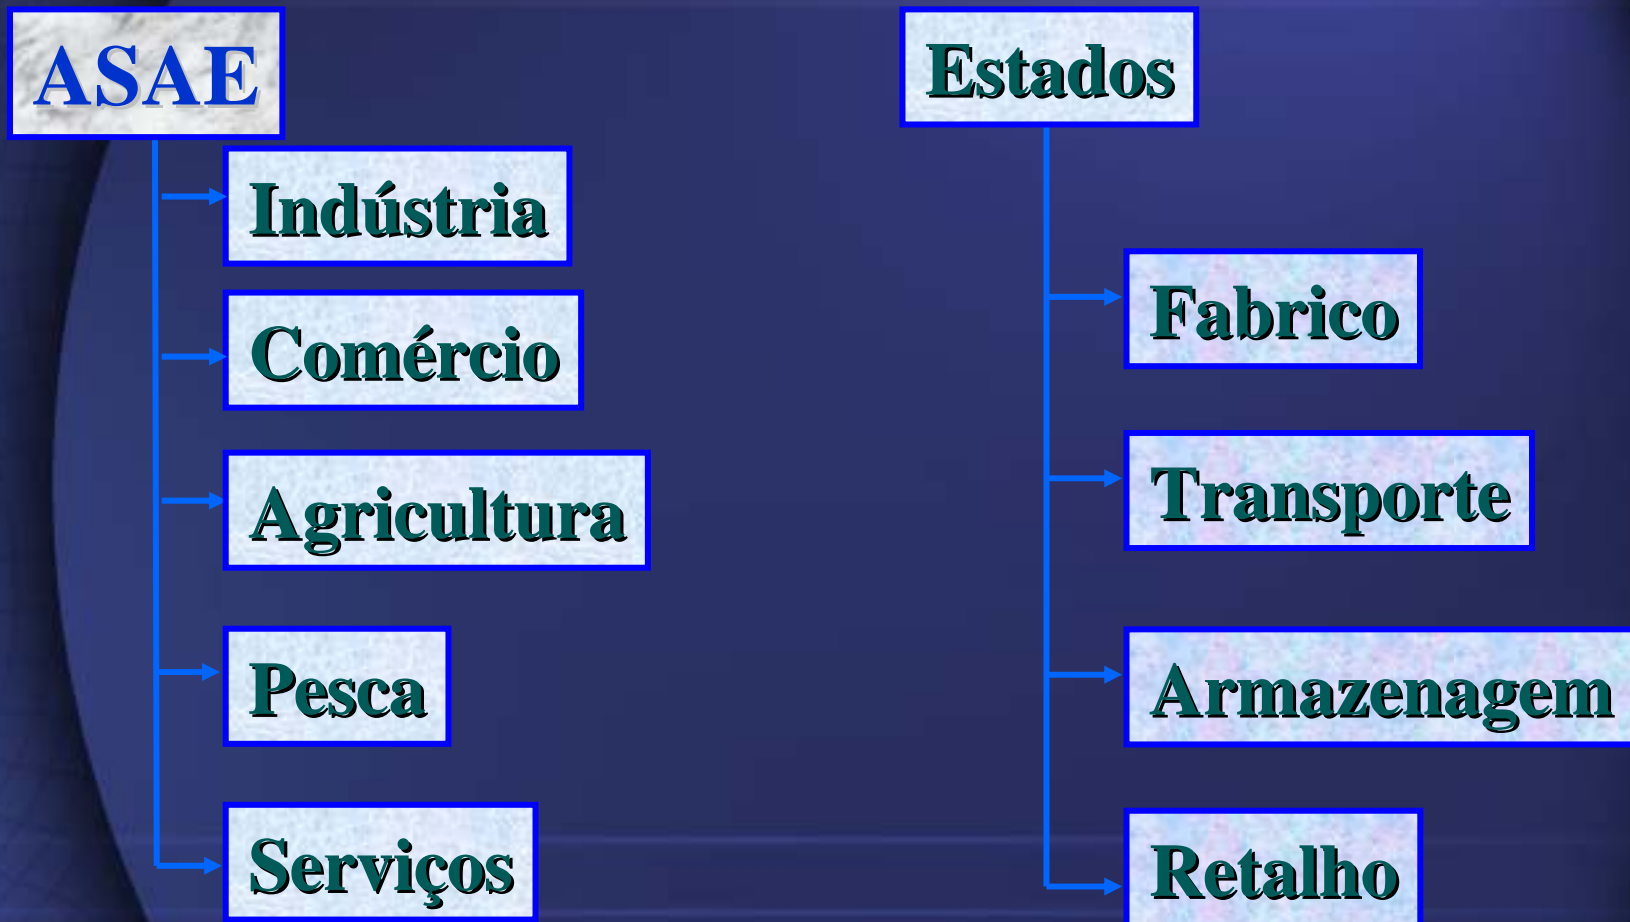 ASAE
Indústria
Comércio
Agricultura
Pesca
Serviços
Estados
Fabrico
Transporte
Armazenagem
Retalho